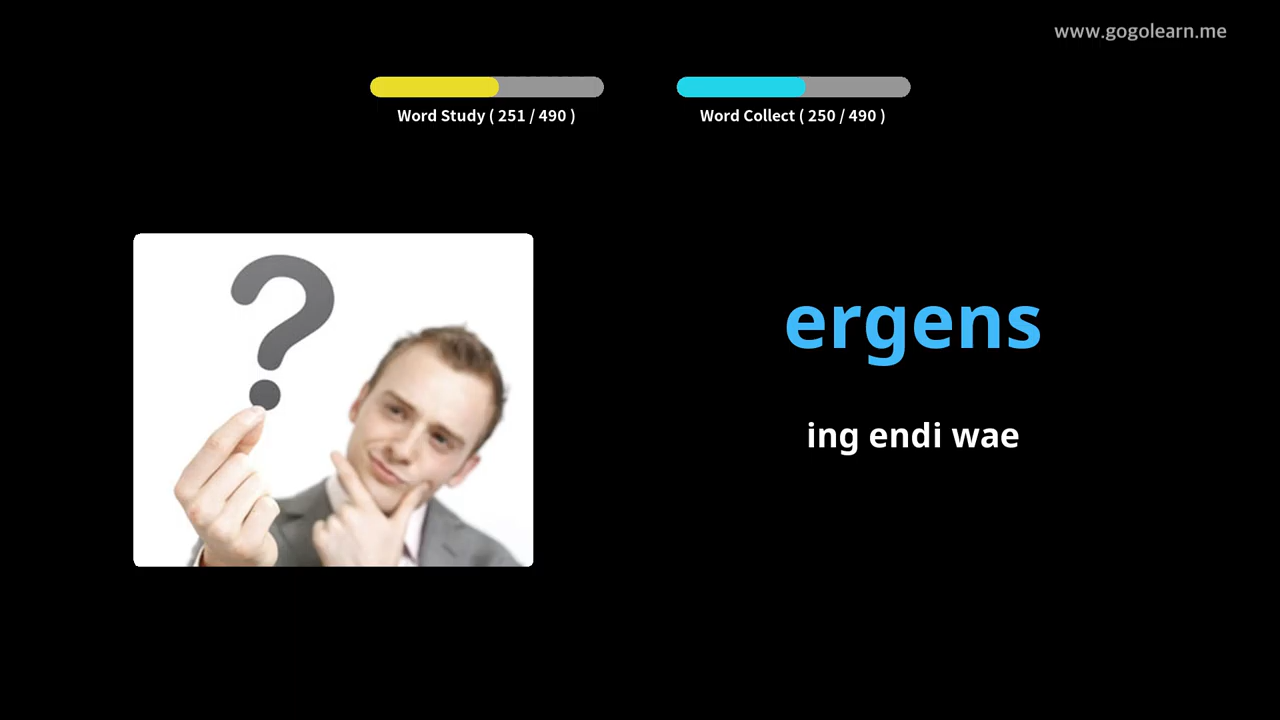 www.gogolearn.me
Word Study ( 251 / 490 )
Word Collect ( 250 / 490 )
ergens
ing endi wae